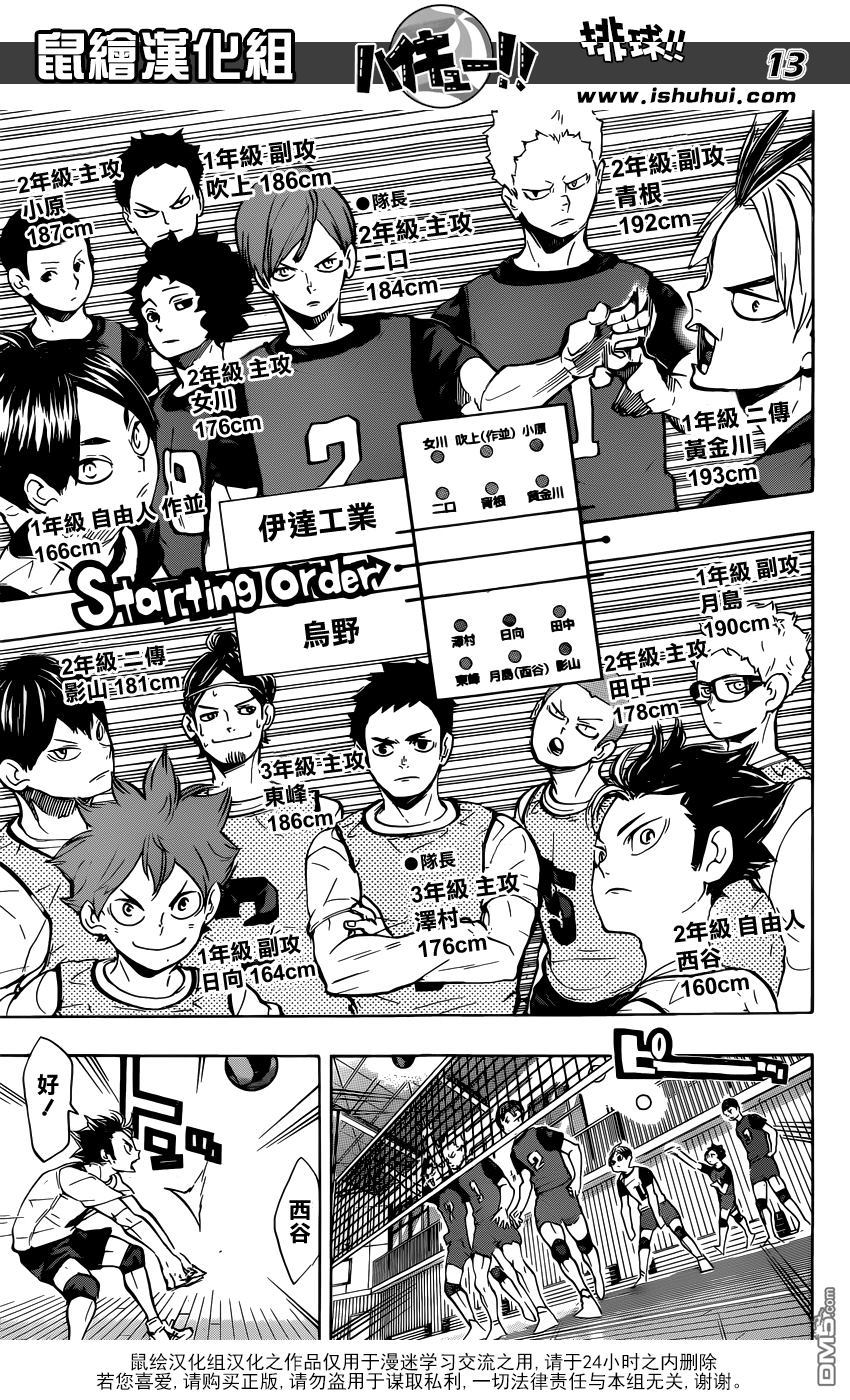 鼠繪漢化組
ハイキュー!!
排球!!
13
www.ishuhui.com
2年級 主攻
小原
187cm
1年級 副攻
吹上 186cm
●隊長
2年級 主攻
二口
184cm
2年級 副攻
青根
192cm
2年級 主攻
女川
176cm
1年級 二傳
黃金川
193cm
1年級 自由人 作並
166cm
2
1
女川 吹上(作並) 小原
二口 青根 黃金川
伊達工業
Starting Order
烏野
澤村 日向 田中
東峰 月島(西谷) 影山
1年級 副攻
月島
190cm
2年級 二傳
影山 181cm
2年級 主攻
田中
178cm
3年級 主攻
東峰
186cm
●隊長
3年級 主攻
澤村
176cm
1年級 副攻
日向 164cm
2年級 自由人
西谷
160cm
5
ピーーッ
2
1
好!
西谷
DM5.com
鼠绘汉化组汉化之作品仅用于漫迷学习交流之用, 请于24小时之内删除
若您喜爱, 请购买正版, 请勿盗用于谋取私利, 一切法律责任与本组无关, 谢谢.